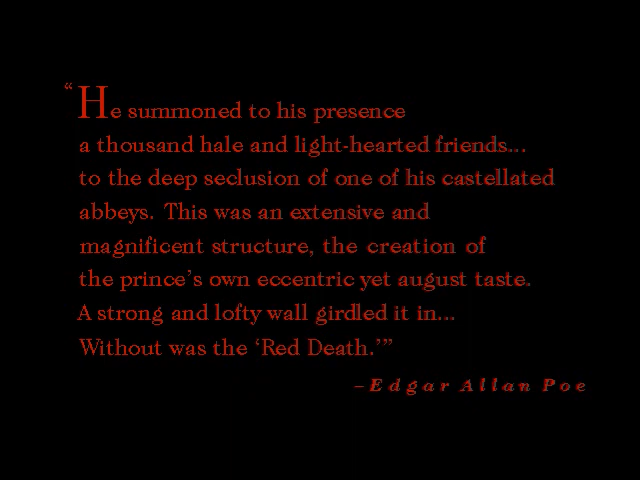 “He summoned to his presence
a thousand hale and light-hearted friends...
to the deep seclusion of one of his castellated
abbeys. This was an extensive and
magnificent structure, the creation of
the prince’s own eccentric yet august taste.
A strong and lofty wall girdled it in...
Without was the ‘Red Death.’”
–Edgar Allan Poe